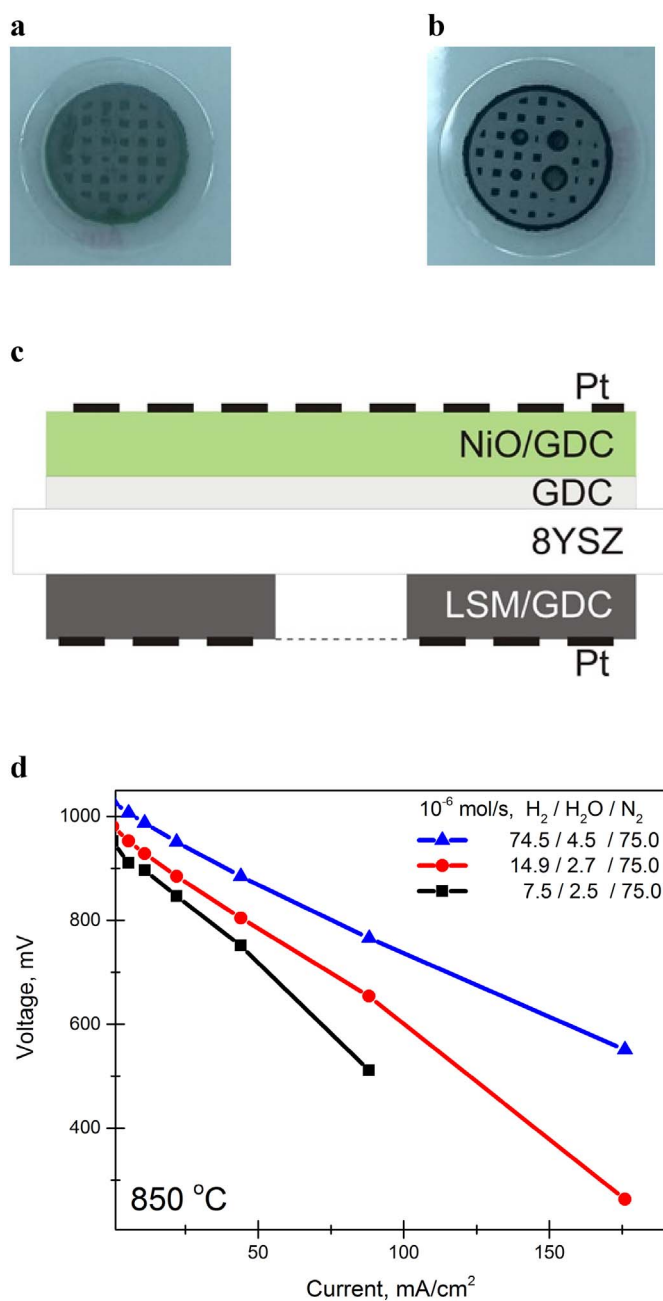 a
b
c
Pt
NiO/GDC
GDC
8YSZ
LSM/GDC
Pt
d
10⁻⁶ mol/s, H₂ / H₂O / N₂
74.5 / 4.5 / 75.0
14.9 / 2.7 / 75.0
7.5 / 2.5 / 75.0
1000
800
600
400
Voltage, mV
850 °C
50
100
150
Current, mA/cm²